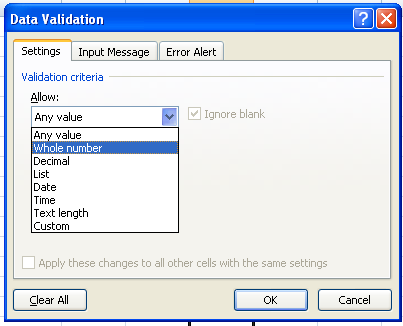 Data Validation
Settings
Input Message
Error Alert
Validation criteria
Allow:
Any value
Ignore blank
Any value
Whole number
Decimal
List
Date
Time
Text length
Custom
Apply these changes to all other cells with the same settings
Clear All
OK
Cancel